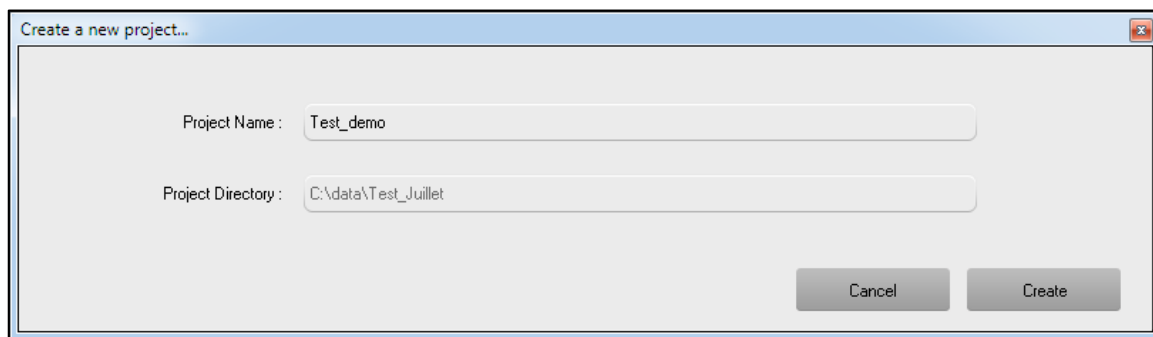 Create a new project...
Project Name : Test_demo
Project Directory : C:\data\Test_Juillet
Cancel Create